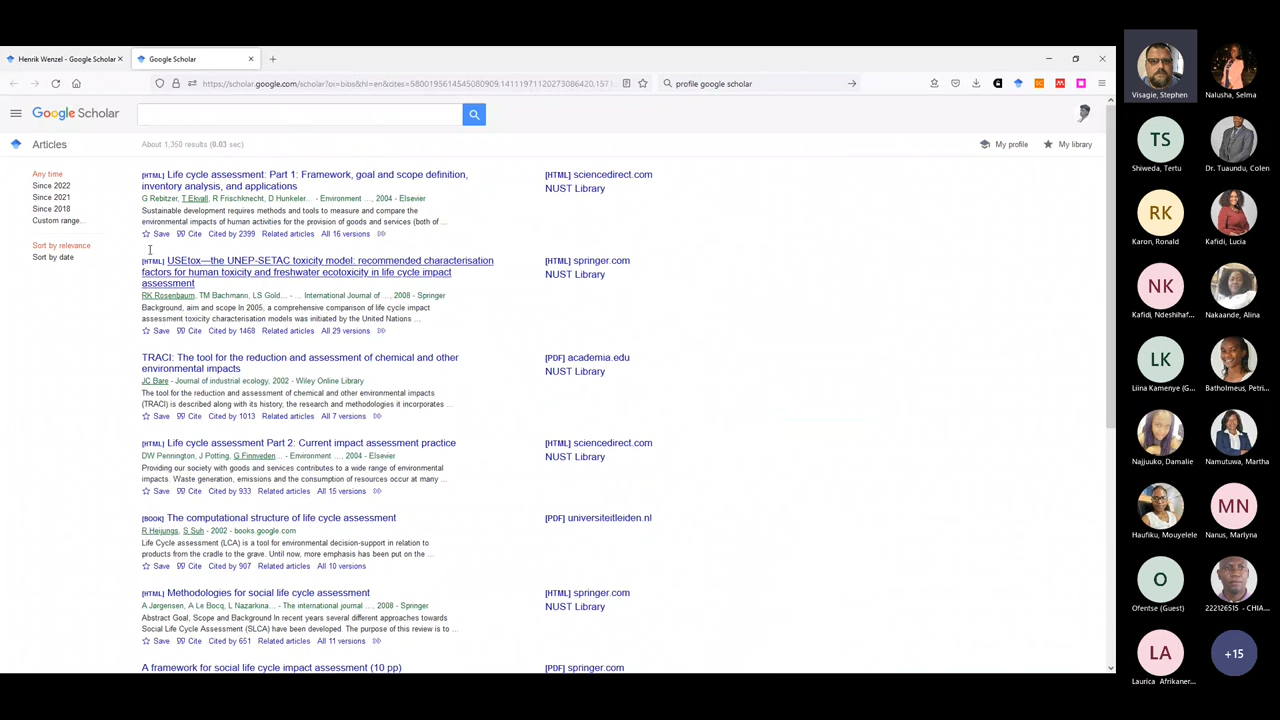 Henrik Wenzel - Google Scholar
Google Scholar
profile google scholar
Google Scholar
Articles
About 1,350 results (0.03 sec)
My profile
My library
Any time
Since 2022
Since 2021
Since 2018
Custom range...
Sort by relevance
Sort by date
[HTML] Life cycle assessment: Part 1: Framework, goal and scope definition,
inventory analysis, and applications
G Rebitzer, T Ekvall, R Frischknecht, D Hunkeler... - Environment ..., 2004 - Elsevier
Sustainable development requires methods and tools to measure and compare the
environmental impacts of human activities for the provision of goods and services (both of ...
Save Cite Cited by 2399 Related articles All 16 versions
[HTML] sciencedirect.com
NUST Library
[HTML] USEtox—the UNEP-SETAC toxicity model: recommended characterisation
factors for human toxicity and freshwater ecotoxicity in life cycle impact
assessment
RK Rosenbaum, TM Bachmann, LS Gold... - ... International Journal of ..., 2008 - Springer
Background, aim and scope In 2005, a comprehensive comparison of life cycle impact
assessment toxicity characterisation models was initiated by the United Nations ...
Save Cite Cited by 1468 Related articles All 29 versions
[HTML] springer.com
NUST Library
TRACI: The tool for the reduction and assessment of chemical and other
environmental impacts
JC Bare - Journal of industrial ecology, 2002 - Wiley Online Library
The tool for the reduction and assessment of chemical and other environmental impacts
(TRACI) is described along with its history, the research and methodologies it incorporates ...
Save Cite Cited by 1013 Related articles All 7 versions
[PDF] academia.edu
NUST Library
[HTML] Life cycle assessment Part 2: Current impact assessment practice
DW Pennington, J Potting, G Finnveden... - Environment ..., 2004 - Elsevier
Providing our society with goods and services contributes to a wide range of environmental
impacts. Waste generation, emissions and the consumption of resources occur at many ...
Save Cite Cited by 933 Related articles All 15 versions
[HTML] sciencedirect.com
NUST Library
[BOOK] The computational structure of life cycle assessment
R Heijungs, S Suh - 2002 - books.google.com
Life Cycle assessment (LCA) is a tool for environmental decision-support in relation to
products from the cradle to the grave. Until now, more emphasis has been put on the ...
Save Cite Cited by 907 Related articles All 10 versions
[PDF] universiteitleiden.nl
[HTML] Methodologies for social life cycle assessment
A Jørgensen, A Le Bocq, L Nazarkina... - The international journal ..., 2008 - Springer
Abstract Goal, Scope and Background In recent years several different approaches towards
Social Life Cycle Assessment (SLCA) have been developed. The purpose of this review is to ...
Save Cite Cited by 651 Related articles All 11 versions
[HTML] springer.com
NUST Library
A framework for social life cycle impact assessment (10 pp)
[PDF] springer.com
Visagie, Stephen
Nalusha, Selma
TS
Shiweda, Tertu
Dr. Tuaundu, Colen
RK
Karon, Ronald
Kafidi, Lucia
NK
Kafidi, Ndeshihaf...
Nakaande, Alina
LK
Liina Kamenye (G...
Batholmeus, Petri...
Najjuuko, Damalie
Namutuwa, Martha
Haufiku, Mouyelele
MN
Nanus, Marlyna
O
Ofentse (Guest)
222126515 - CHIA...
LA
Laurica Afrikaner...
+15